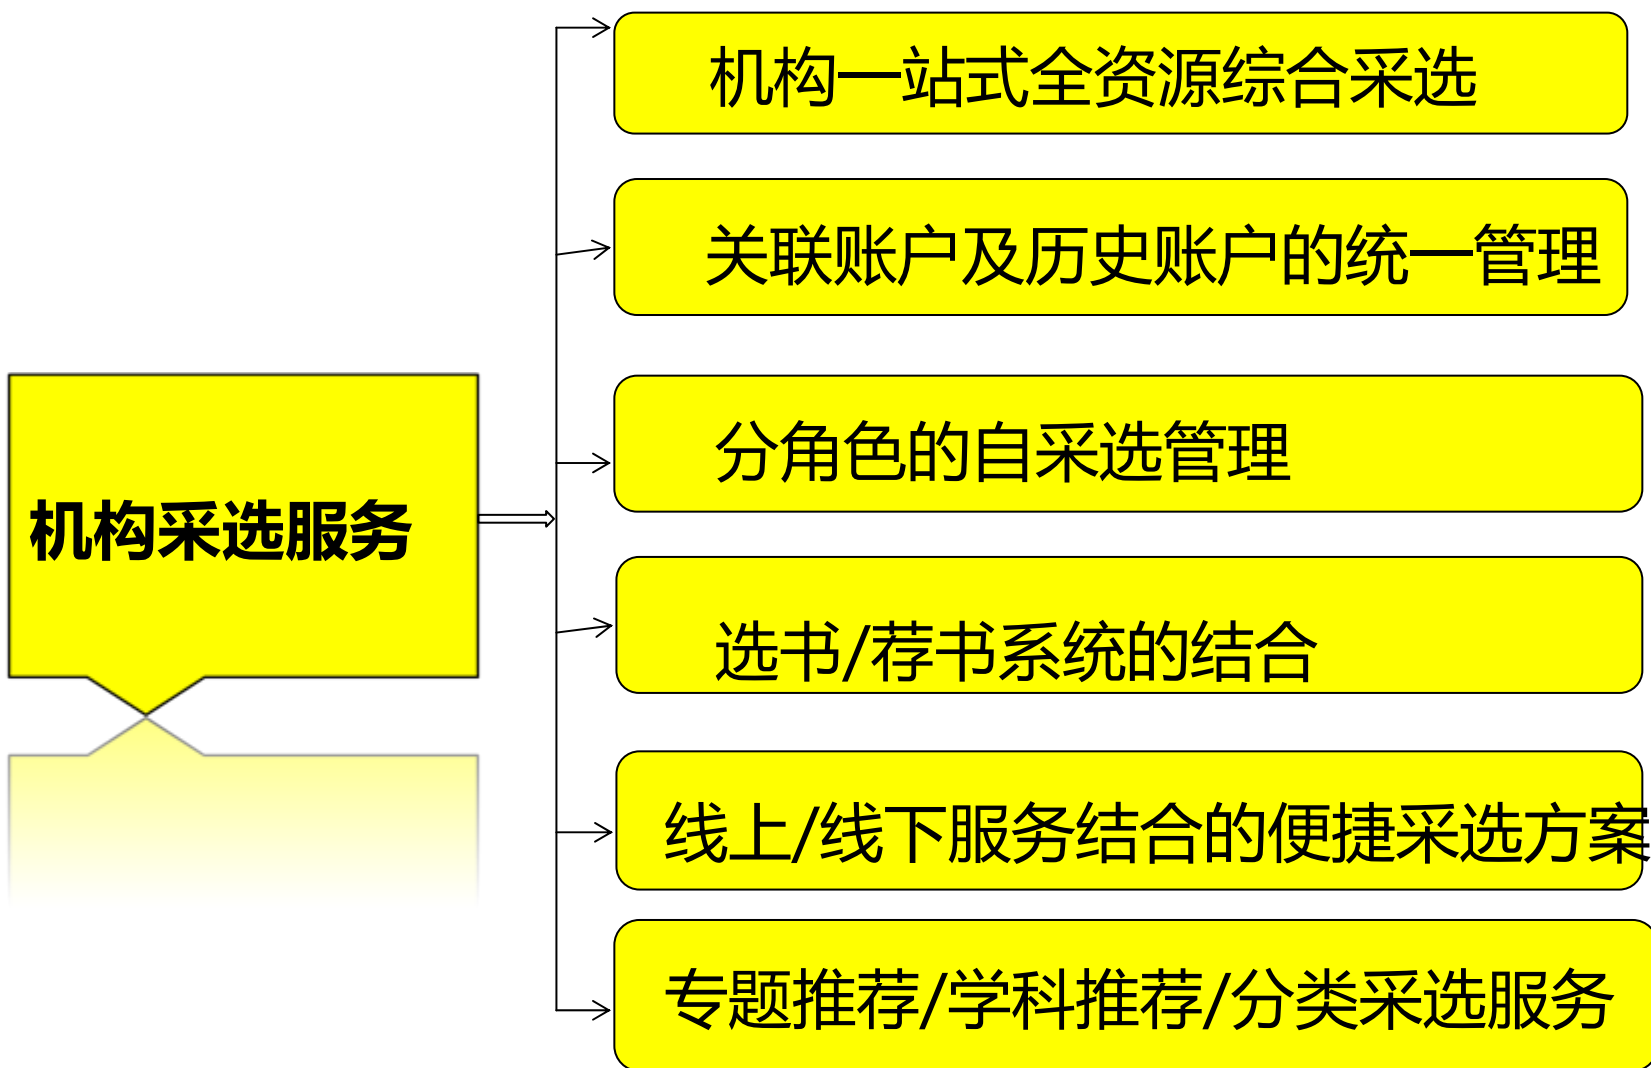 机构一站式全资源综合采选
关联账户及历史账户的统一管理
分角色的自采选管理
机构采选服务
选书/荐书系统的结合
线上/线下服务结合的便捷采选方案
专题推荐/学科推荐/分类采选服务